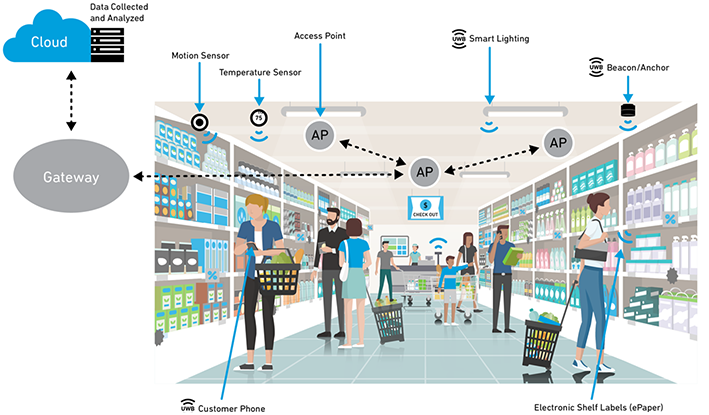 Data Collected
and Analyzed
Cloud
Motion Sensor
Temperature Sensor
Access Point
UWB Smart Lighting
UWB Beacon/Anchor
75
AP
AP
AP
Gateway
$
CHECK OUT
%
%
%
UWB Customer Phone
Electronic Shelf Labels (ePaper)